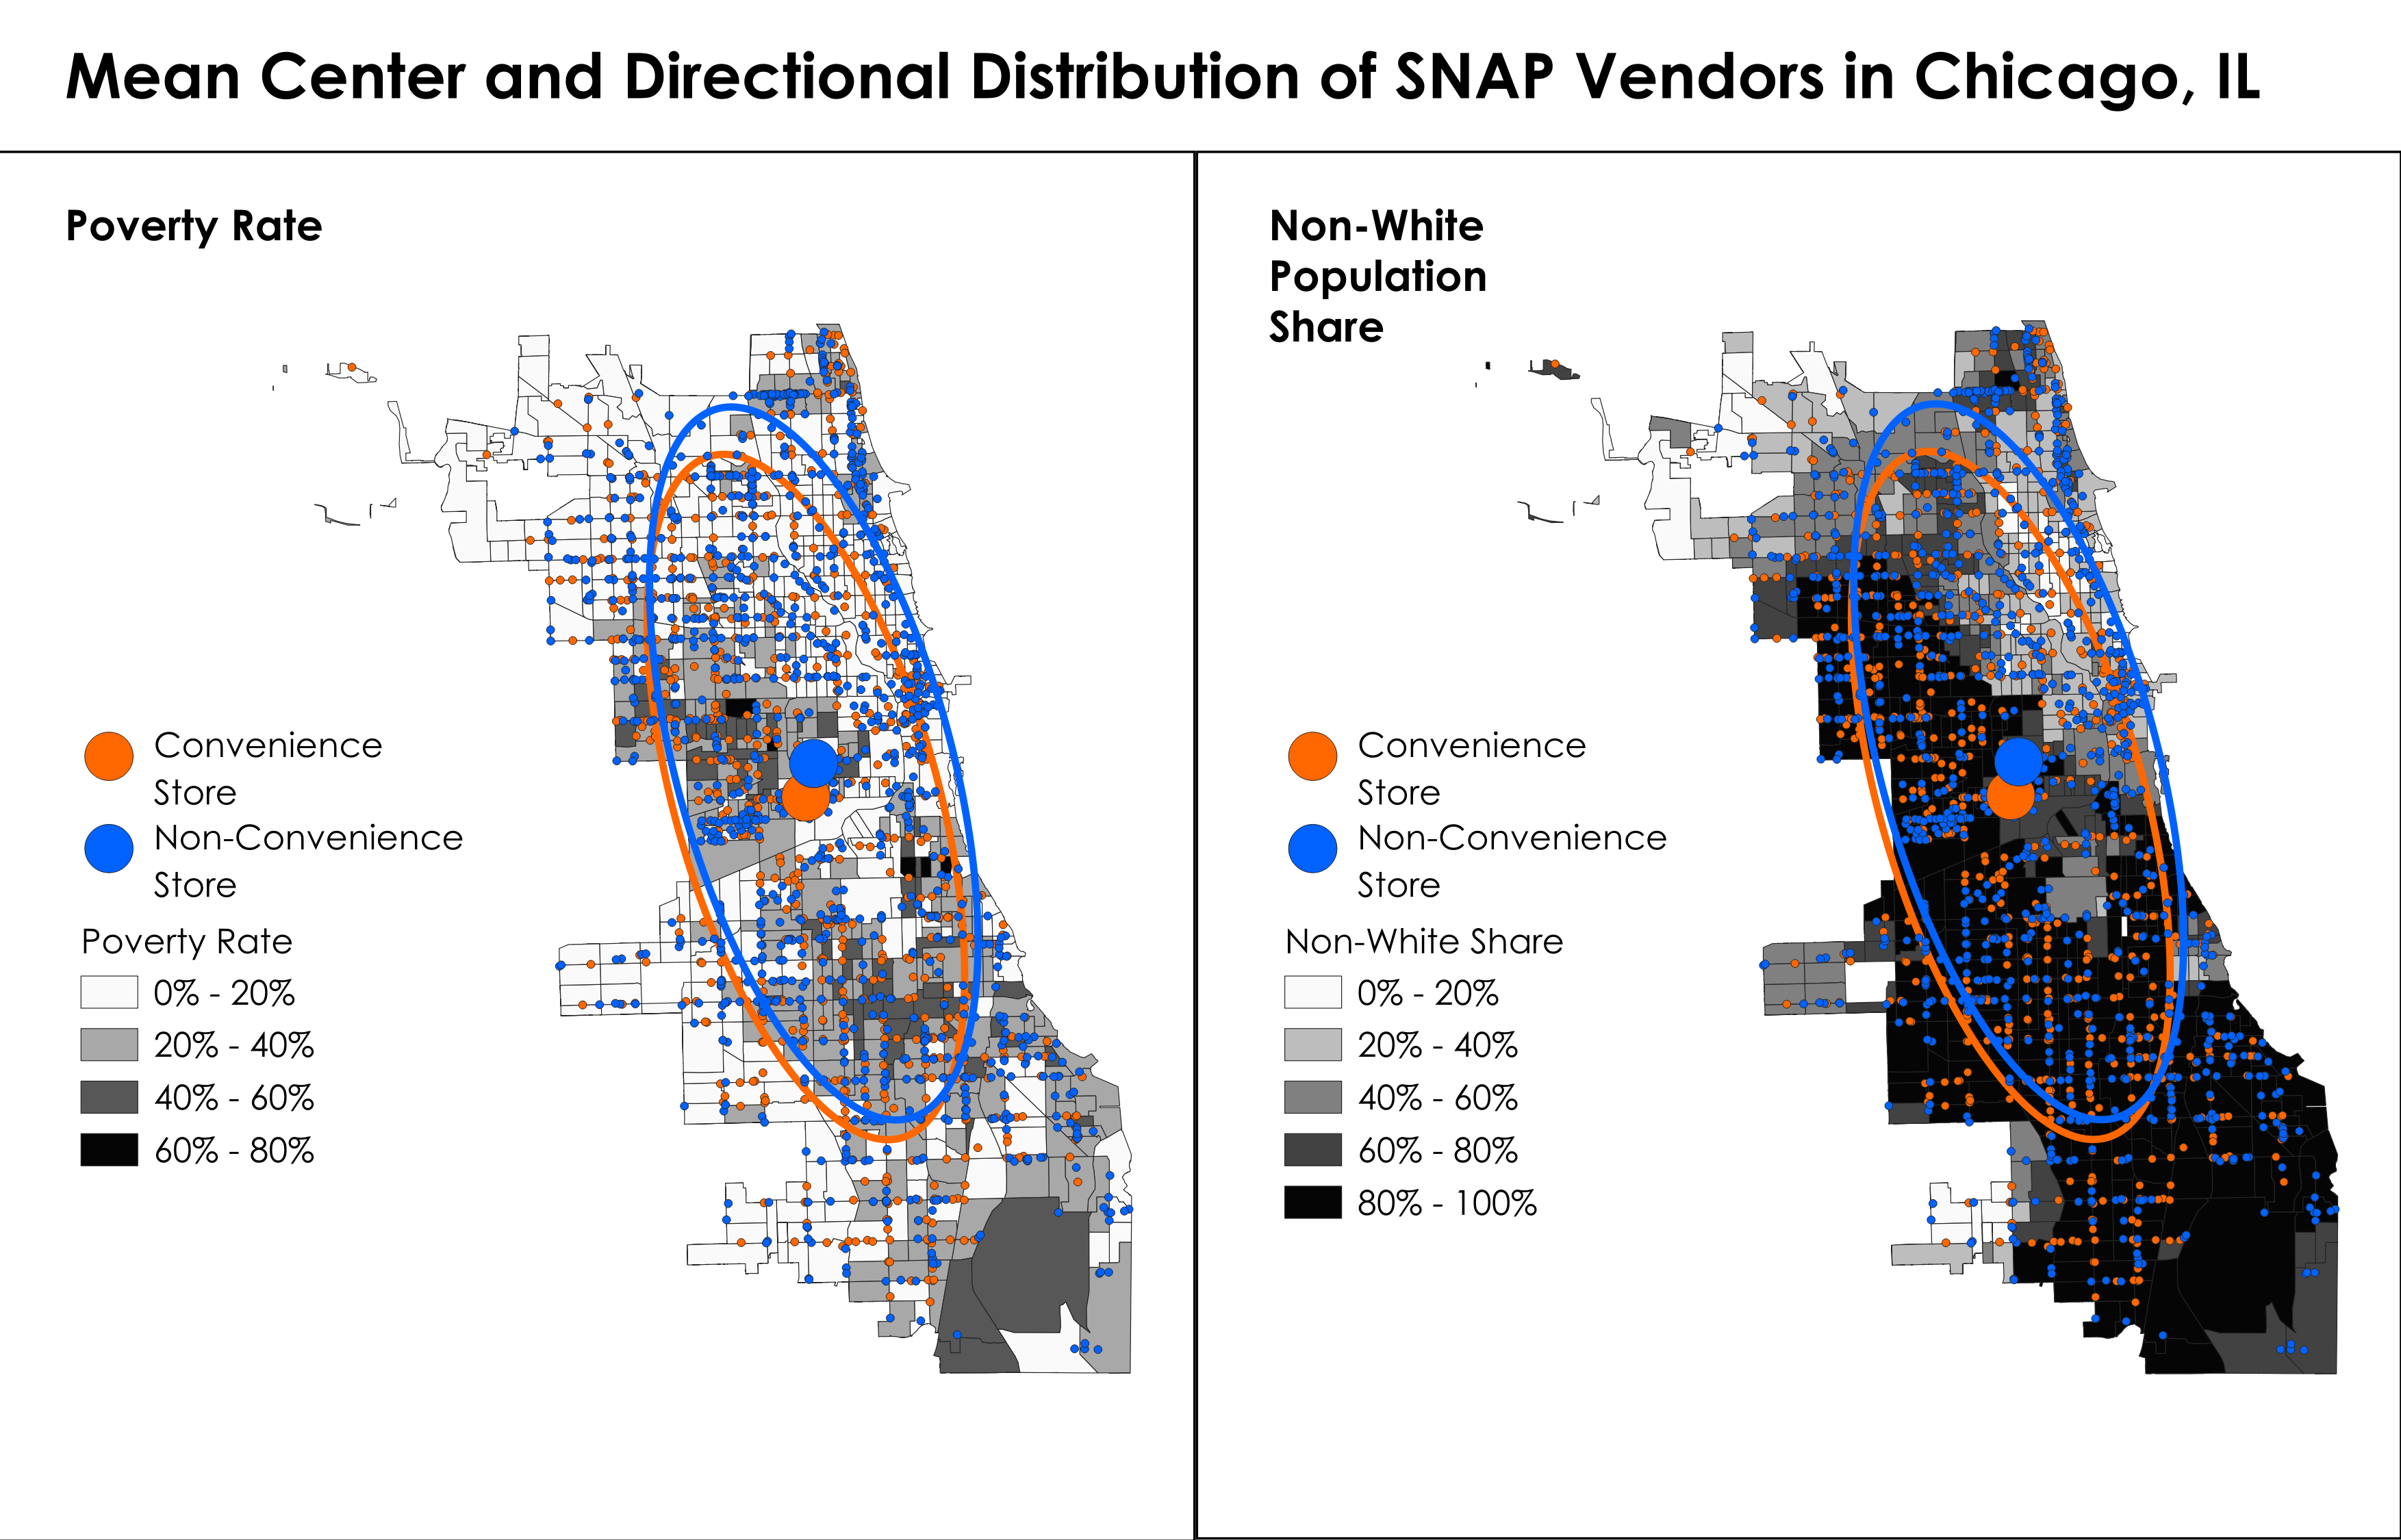 Mean Center and Directional Distribution of SNAP Vendors in Chicago, IL
Poverty Rate
Convenience
Store
Non-Convenience
Store
Poverty Rate
0% - 20%
20% - 40%
40% - 60%
60% - 80%
Non-White
Population
Share
Convenience
Store
Non-Convenience
Store
Non-White Share
0% - 20%
20% - 40%
40% - 60%
60% - 80%
80% - 100%